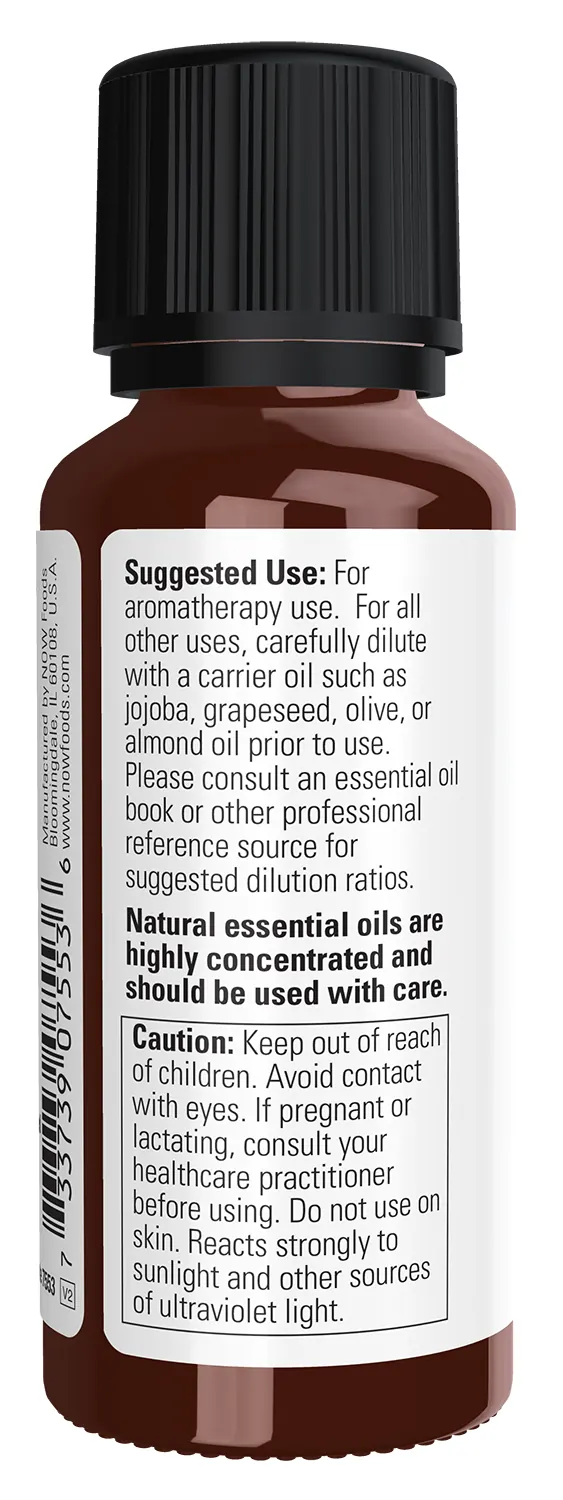 Manufactured by NOW Foods
Bloomingdale, IL 60108, U.S.A.
www.nowfoods.com
7 33739 07553 6
V2
Suggested Use: For
aromatherapy use. For all
other uses, carefully dilute
with a carrier oil such as
jojoba, grapeseed, olive, or
almond oil prior to use.
Please consult an essential oil
book or other professional
reference source for
suggested dilution ratios.
Natural essential oils are
highly concentrated and
should be used with care.
Caution: Keep out of reach
of children. Avoid contact
with eyes. If pregnant or
lactating, consult your
healthcare practitioner
before using. Do not use on
skin. Reacts strongly to
sunlight and other sources
of ultraviolet light.